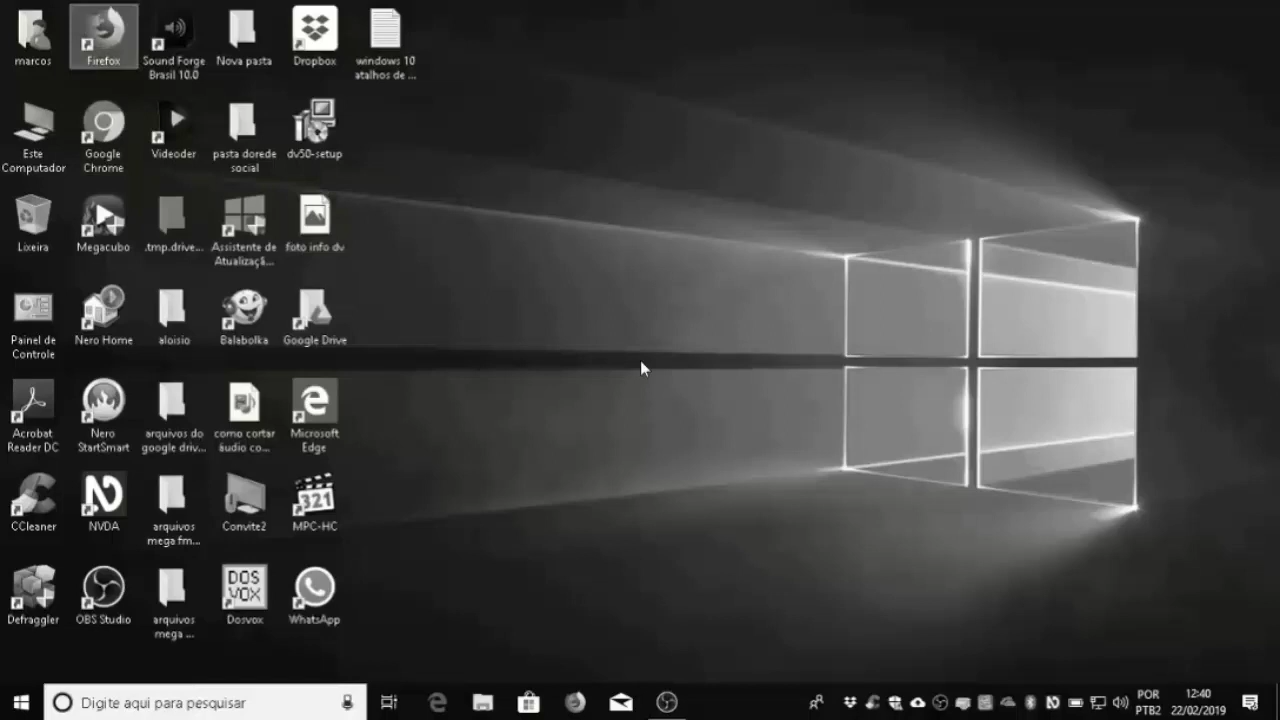 marcos
Firefox
Sound Forge
Brasil 10.0
Nova pasta
Dropbox
windows 10
atalhos de ...
Este
Computador
Google
Chrome
Videoder
pasta dorede
social
dv50-setup
Lixeira
Megacubo
.tmp.drive...
Assistente de
Atualizaçã...
foto info dv
Painel de
Controle
Nero Home
aloisio
Balabolka
Google Drive
Acrobat
Reader DC
Nero
StartSmart
arquivos do
google driv...
como cortar
áudio co...
Microsoft
Edge
CCleaner
NVDA
arquivos
mega fm...
Convite2
321
MPC-HC
Defraggler
OBS Studio
arquivos
mega ...
DOS
VOX
Dosvox
WhatsApp
Digite aqui para pesquisar
POR
PTB2
12:40
22/02/2019